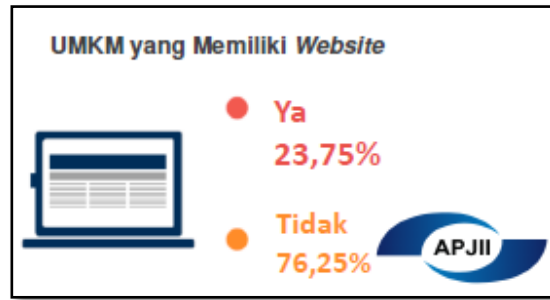 UMKM yang Memiliki Website
Ya
23,75%
Tidak
76,25%
APJII